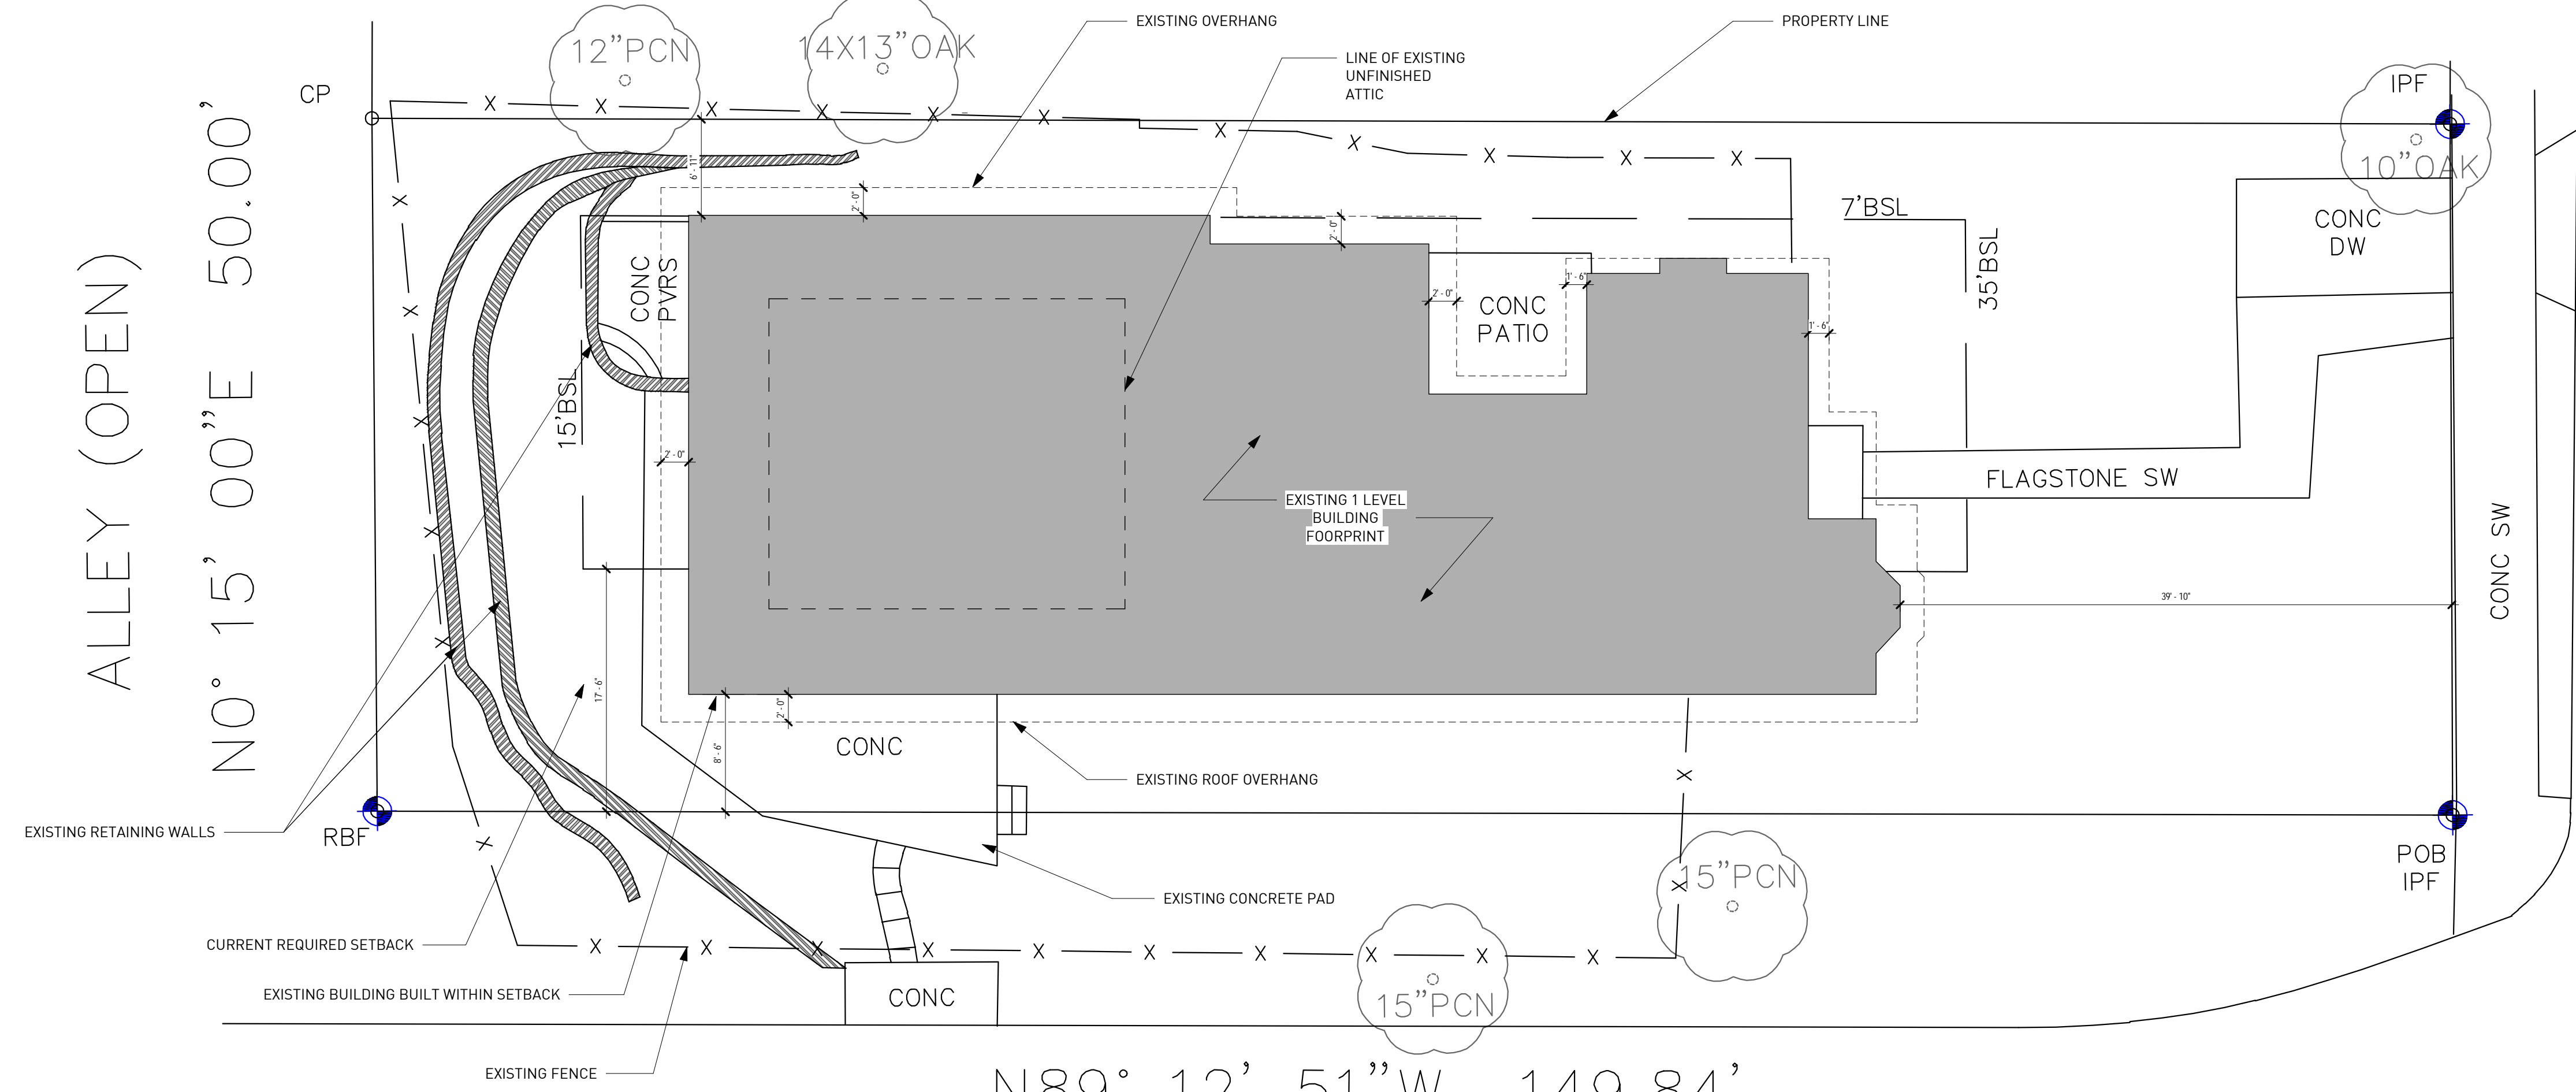 EXISTING OVERHANG
PROPERTY LINE
12"PCN
14X13"OAK
LINE OF EXISTING
UNFINISHED
ATTIC
CP
IPF
10"OAK
6' - 11"
2' - 0"
2' - 0"
7'BSL
35'BSL
CONC
DW
CONC
PVRS
1' - 6"
2' - 0"
CONC
PATIO
1' - 6"
ALLEY (OPEN)
N0° 15' 00"E 50.00'
15'BSL
2' - 0"
FLAGSTONE SW
EXISTING 1 LEVEL
BUILDING
FOORPRINT
CONC SW
39' - 10"
17' - 6"
2' - 0"
8' - 6"
CONC
EXISTING ROOF OVERHANG
EXISTING RETAINING WALLS
RBF
POB
IPF
15"PCN
EXISTING CONCRETE PAD
CURRENT REQUIRED SETBACK
EXISTING BUILDING BUILT WITHIN SETBACK
CONC
15"PCN
EXISTING FENCE
N89° 12' 51"W 149.84'
X X X X X X X X X X X
X X X X X X
X X X X X X X X X X X
X X